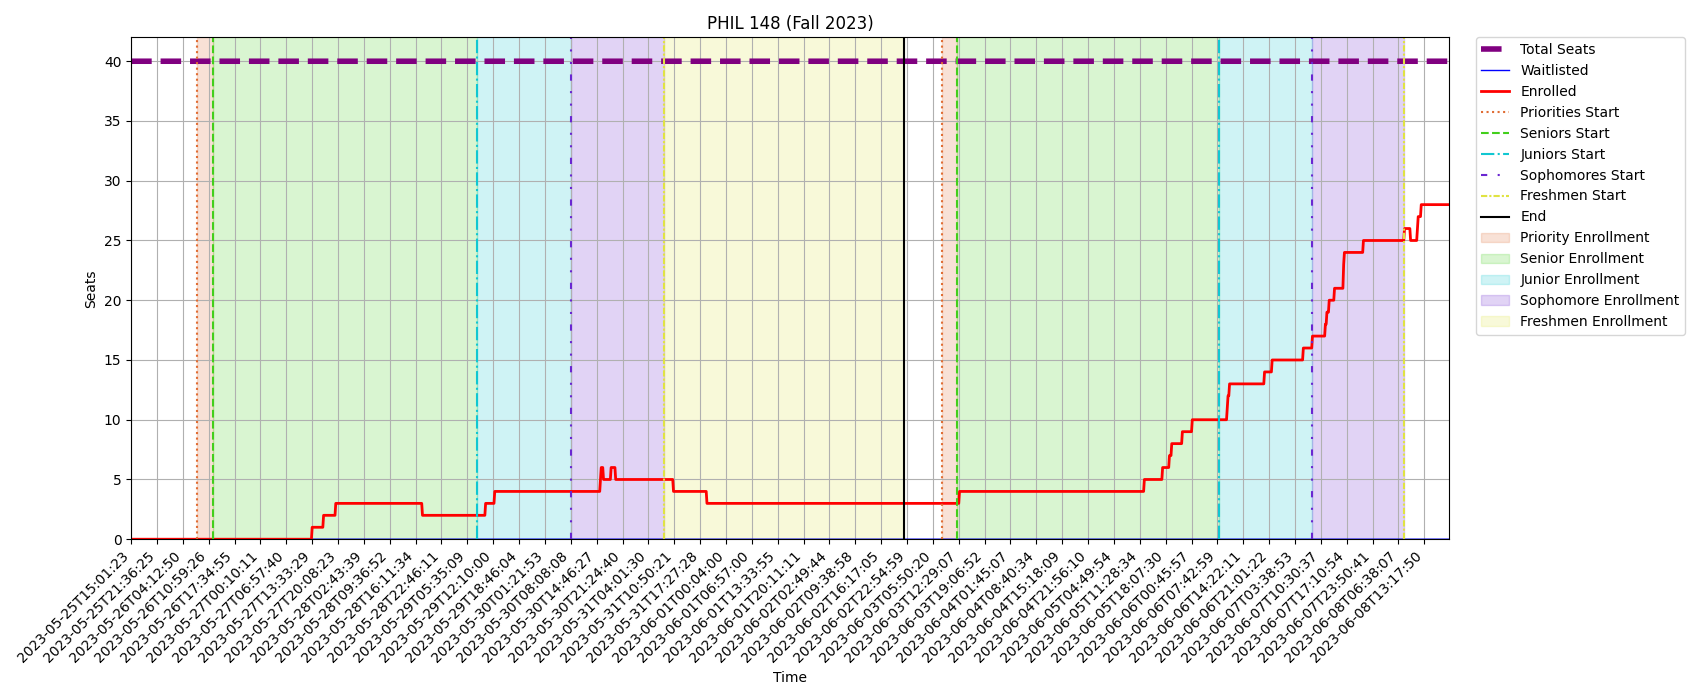 PHIL 148 (Fall 2023)
Seats
40
35
30
25
20
15
10
5
0
2023-05-25T15:01:23
2023-05-25T21:36:25
2023-05-26T04:12:50
2023-05-26T10:59:26
2023-05-26T17:34:55
2023-05-27T00:10:11
2023-05-27T06:57:40
2023-05-27T13:33:29
2023-05-27T20:08:23
2023-05-28T02:43:39
2023-05-28T09:36:52
2023-05-28T16:11:34
2023-05-28T22:46:11
2023-05-29T05:35:09
2023-05-29T12:10:00
2023-05-29T18:46:04
2023-05-30T01:21:53
2023-05-30T08:08:08
2023-05-30T14:46:27
2023-05-30T21:24:40
2023-05-31T04:01:30
2023-05-31T10:50:21
2023-05-31T17:27:28
2023-06-01T00:04:00
2023-06-01T06:57:00
2023-06-01T13:33:55
2023-06-01T20:11:11
2023-06-02T02:49:44
2023-06-02T09:38:58
2023-06-02T16:17:05
2023-06-02T22:54:59
2023-06-03T05:50:20
2023-06-03T12:29:07
2023-06-03T19:06:52
2023-06-04T01:45:07
2023-06-04T08:40:34
2023-06-04T15:18:09
2023-06-04T21:56:10
2023-06-05T04:49:54
2023-06-05T11:28:34
2023-06-05T18:07:30
2023-06-06T00:45:57
2023-06-06T07:42:59
2023-06-06T14:22:11
2023-06-06T21:01:22
2023-06-07T03:38:53
2023-06-07T10:30:37
2023-06-07T17:10:54
2023-06-07T23:50:41
2023-06-08T06:38:07
2023-06-08T13:17:50
Time
Total Seats
Waitlisted
Enrolled
Priorities Start
Seniors Start
Juniors Start
Sophomores Start
Freshmen Start
End
Priority Enrollment
Senior Enrollment
Junior Enrollment
Sophomore Enrollment
Freshmen Enrollment